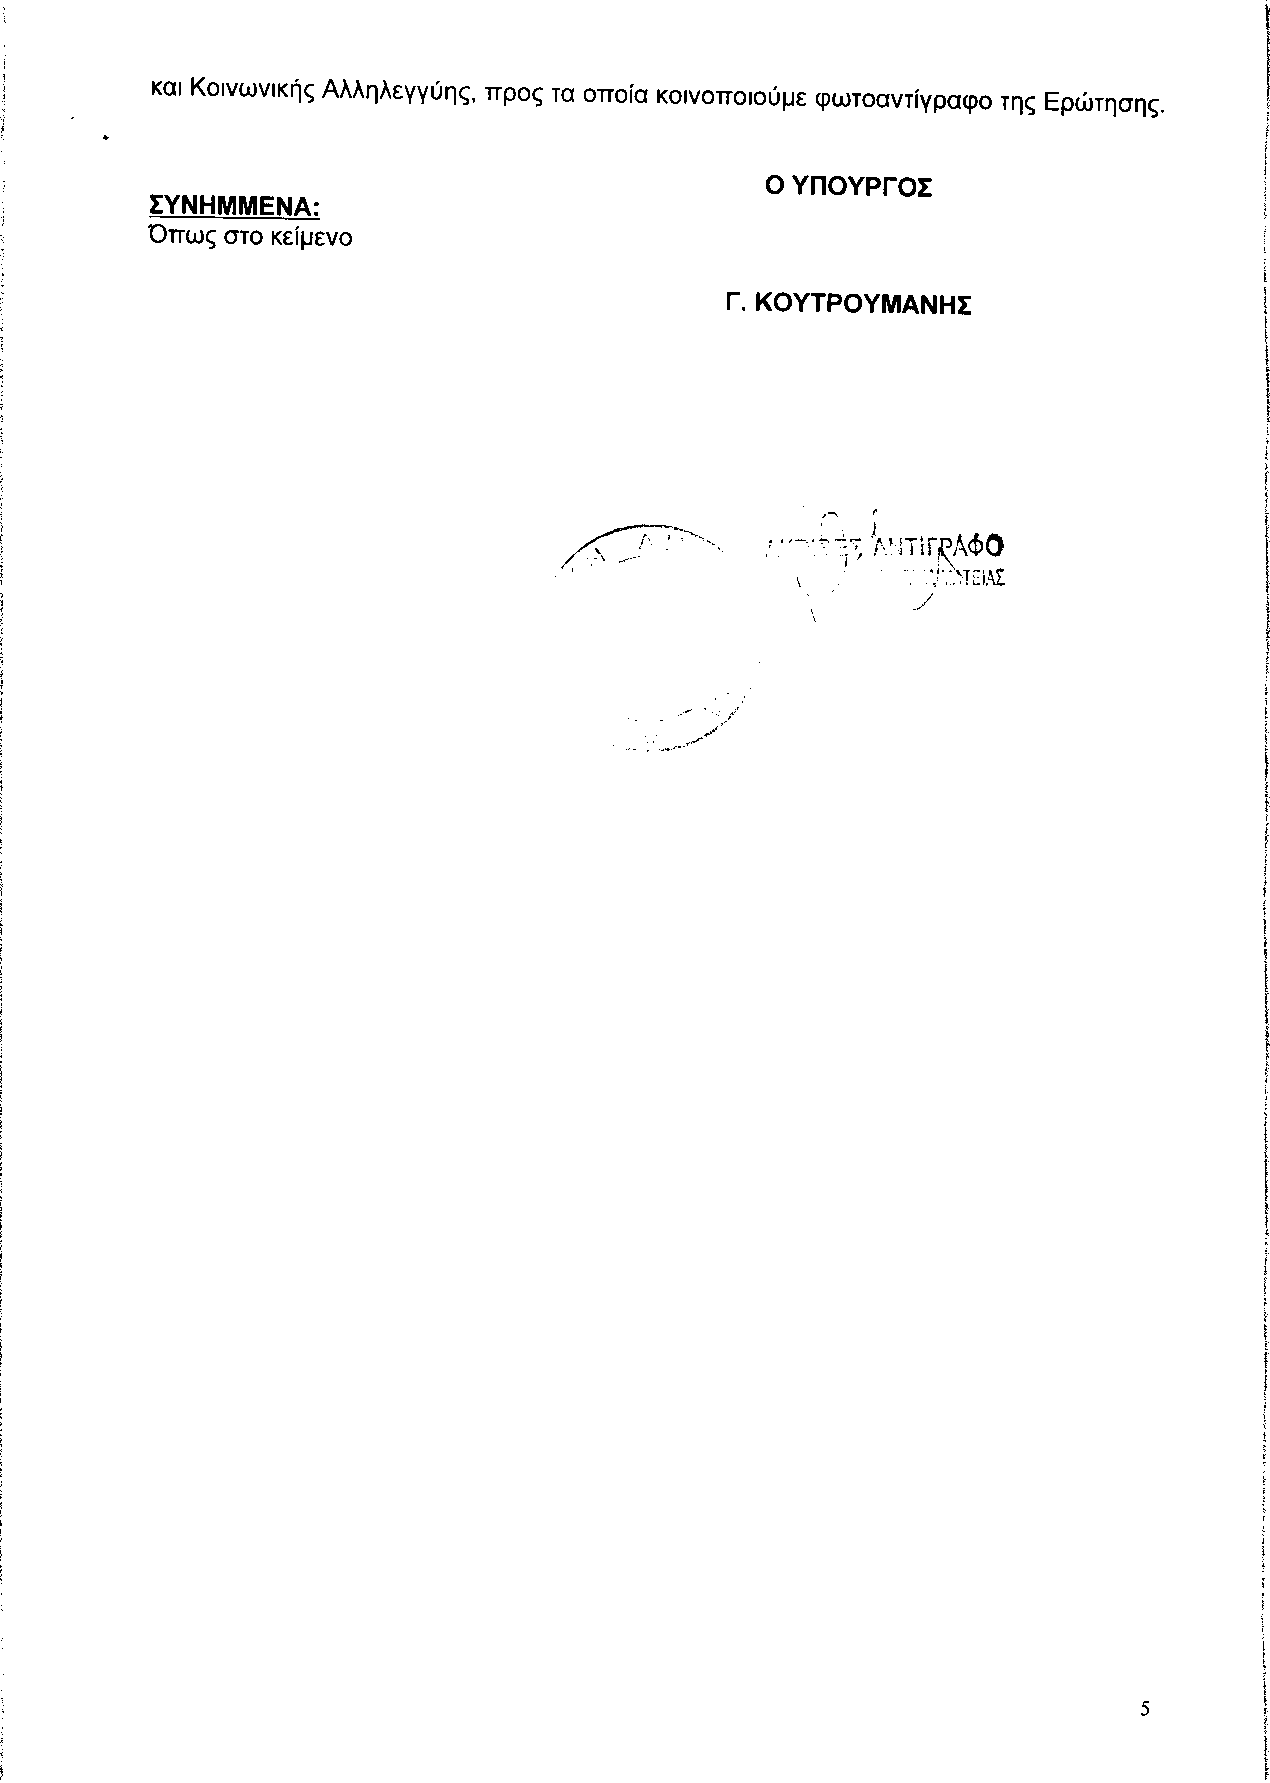 και Κοινωνικής Αλληλεγγύης, προς τα οποία κοινοποιούμε φωτοαντίγραφο της Ερώτησης.
Ο ΥΠΟΥΡΓΟΣ
ΣΥΝΗΜΜΕΝΑ:
Όπως στο κείμενο
Γ. ΚΟΥΤΡΟΥΜΑΝΗΣ
ΑΝΤΙΓΡΑΦΟ
5